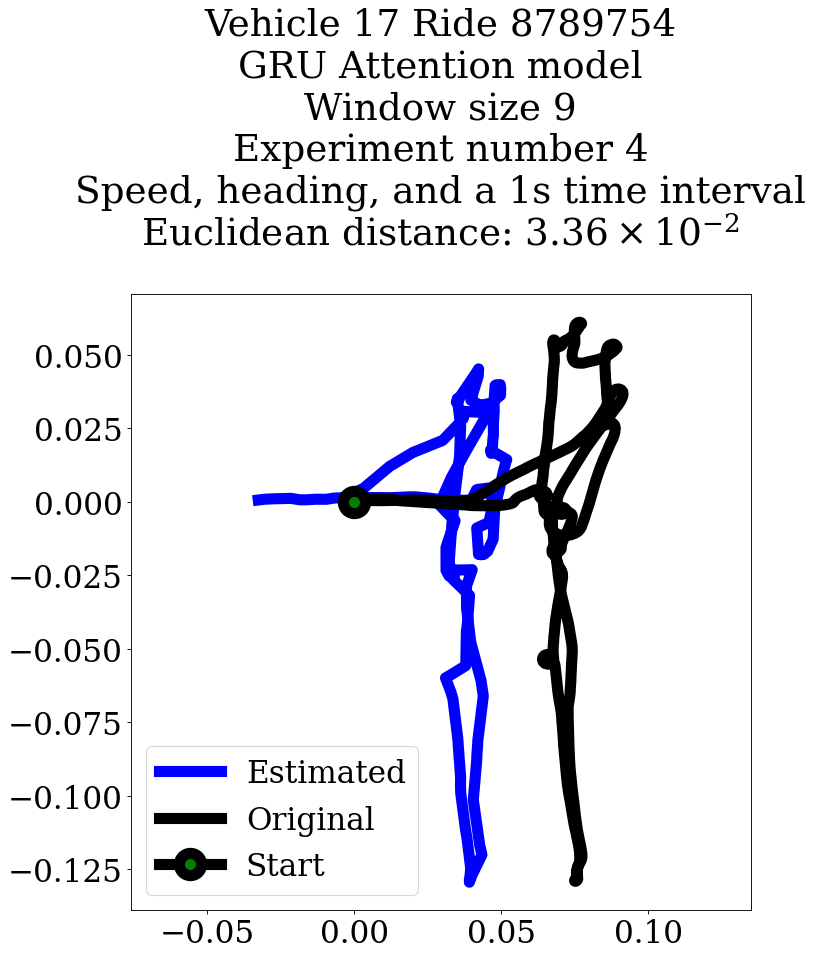 Vehicle 17 Ride 8789754
GRU Attention model
Window size 9
Experiment number 4
Speed, heading, and a 1s time interval
Euclidean distance: 3.36 × 10⁻²
0.050
0.025
0.000
−0.025
−0.050
−0.075
−0.100
−0.125
Estimated
Original
Start
−0.05 0.00 0.05 0.10